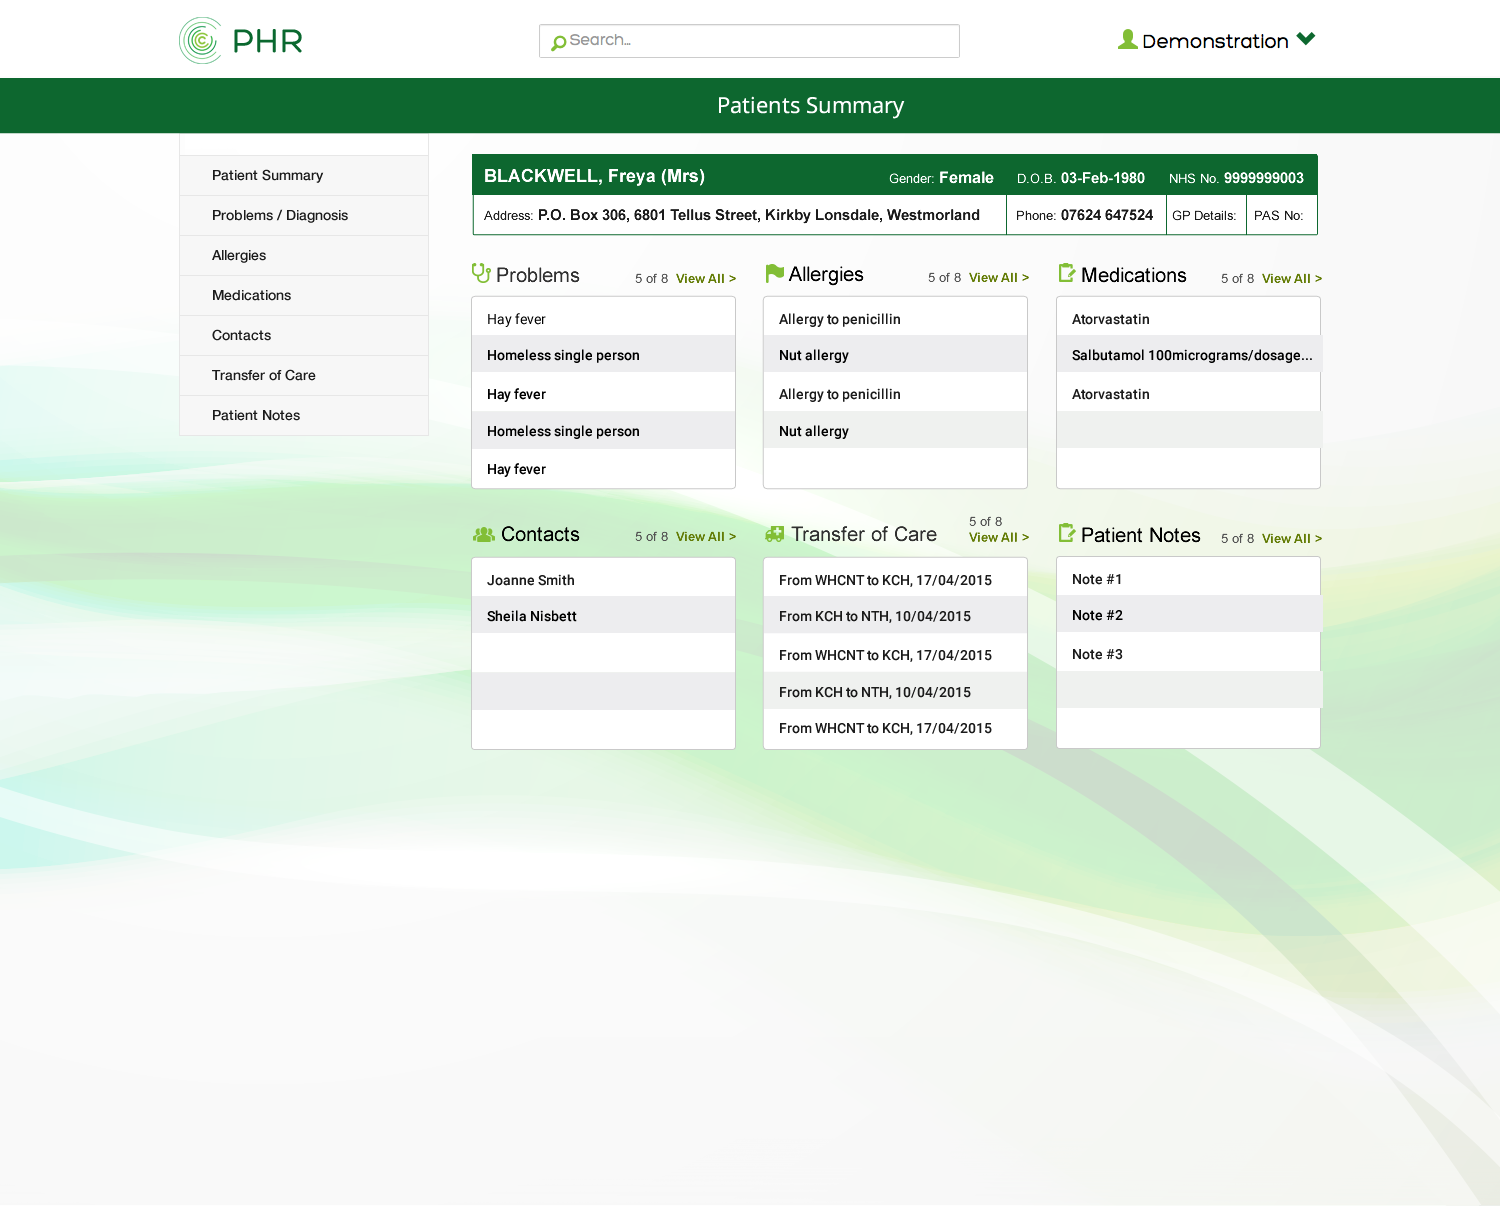 PHR
Search...
Demonstration
Patients Summary
Patient Summary
Problems / Diagnosis
Allergies
Medications
Contacts
Transfer of Care
Patient Notes
BLACKWELL, Freya (Mrs) Gender: Female D.O.B. 03-Feb-1980 NHS No. 9999999003
Address: P.O. Box 306, 6801 Tellus Street, Kirkby Lonsdale, Westmorland Phone: 07624 647524 GP Details: PAS No:
Problems 5 of 8 View All >
Hay fever
Homeless single person
Hay fever
Homeless single person
Hay fever
Allergies 5 of 8 View All >
Allergy to penicillin
Nut allergy
Allergy to penicillin
Nut allergy
Medications 5 of 8 View All >
Atorvastatin
Salbutamol 100micrograms/dosage...
Atorvastatin
Contacts 5 of 8 View All >
Joanne Smith
Sheila Nisbett
Transfer of Care 5 of 8
View All >
From WHCNT to KCH, 17/04/2015
From KCH to NTH, 10/04/2015
From WHCNT to KCH, 17/04/2015
From KCH to NTH, 10/04/2015
From WHCNT to KCH, 17/04/2015
Patient Notes 5 of 8 View All >
Note #1
Note #2
Note #3